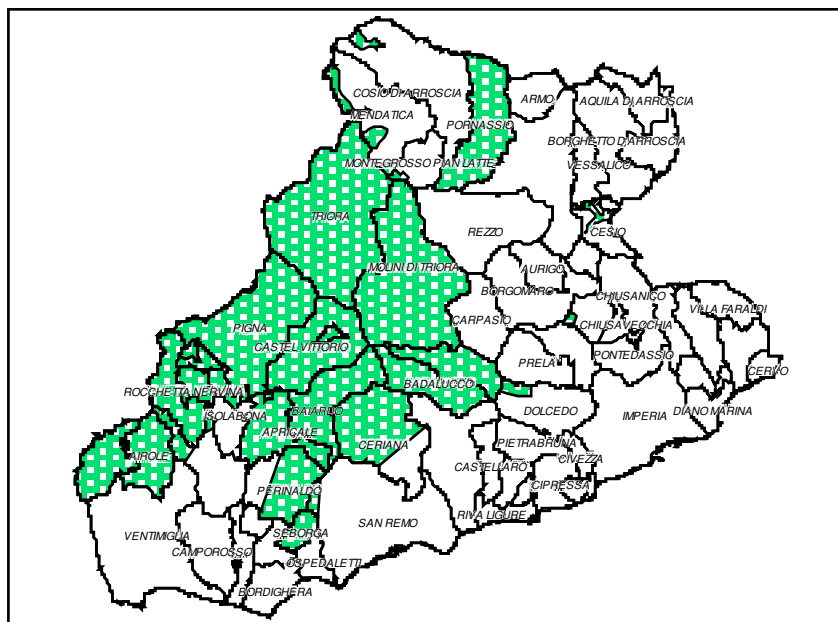 COSIO DI ARROSCIA
ARMO
AQUILA DI ARROSCIA
MENDATICA
PORNASSIO
BORGHETTO D'ARROSCIA
MONTEGROSSO PIAN LATTE
VESSALICO
TRIORA
REZZO
CESIO
MOLINI DI TRIORA
AURIGO
BORGOMARO
CHIUSANICO
VILLA FARALDI
PIGNA
CARPASIO
CHIUSAVECCHIA
CASTEL VITTORIO
PRELA'
PONTEDASSIO
CERVO
ROCCHETTA NERVINA
BADALUCCO
ISOLABONA
BAIARDO
DOLCEDO
IMPERIA
DIANO MARINA
APRICALE
CERIANA
PIETRABRUNA
AIROLE
CASTELLARO
CIVEZZA
PERINALDO
CIPRESSA
VENTIMIGLIA
SEBORGA
SAN REMO
RIVA LIGURE
CAMPOROSSO
OSPEDALETTI
BORDIGHERA